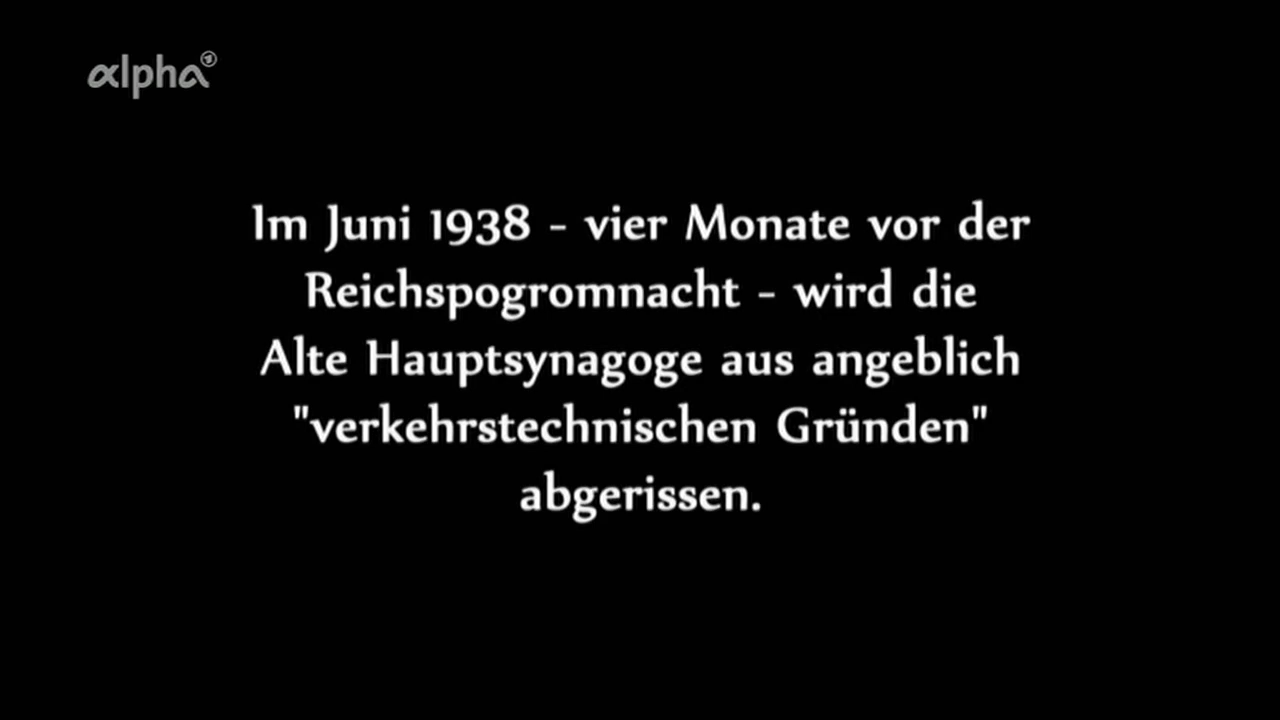 alpha
Im Juni 1938 - vier Monate vor der
Reichspogromnacht - wird die
Alte Hauptsynagoge aus angeblich
"verkehrstechnischen Gründen"
abgerissen.